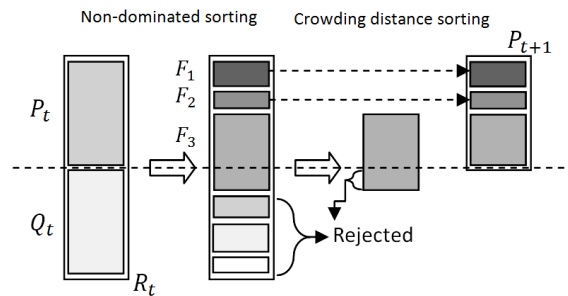 Non-dominated sorting
Crowding distance sorting
P_{t+1}
F_1
F_2
P_t
F_3
Q_t
Rejected
R_t